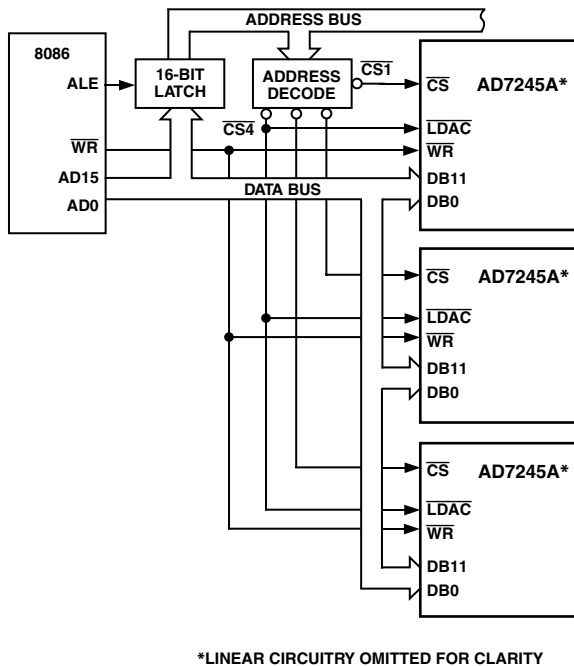 ADDRESS BUS
8086
ALE
WR
AD15
AD0
16-BIT
LATCH
ADDRESS
DECODE
CS1
CS4
DATA BUS
CS
AD7245A*
LDAC
WR
DB11
DB0
CS
AD7245A*
LDAC
WR
DB11
DB0
CS
AD7245A*
LDAC
WR
DB11
DB0
*LINEAR CIRCUITRY OMITTED FOR CLARITY